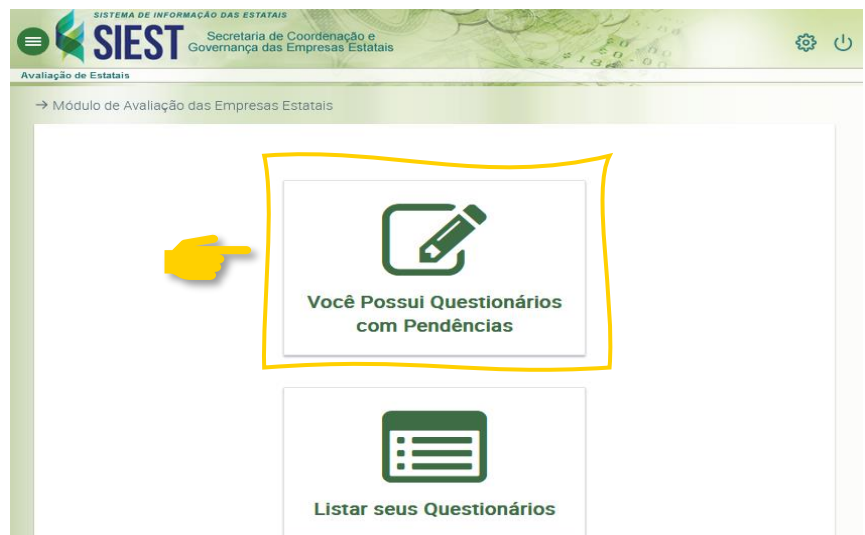 SISTEMA DE INFORMAÇÃO DAS ESTATAIS
SIEST
Secretaria de Coordenação e
Governança das Empresas Estatais
Avaliação de Estatais
→ Módulo de Avaliação das Empresas Estatais
Você Possui Questionários
com Pendências
Listar seus Questionários